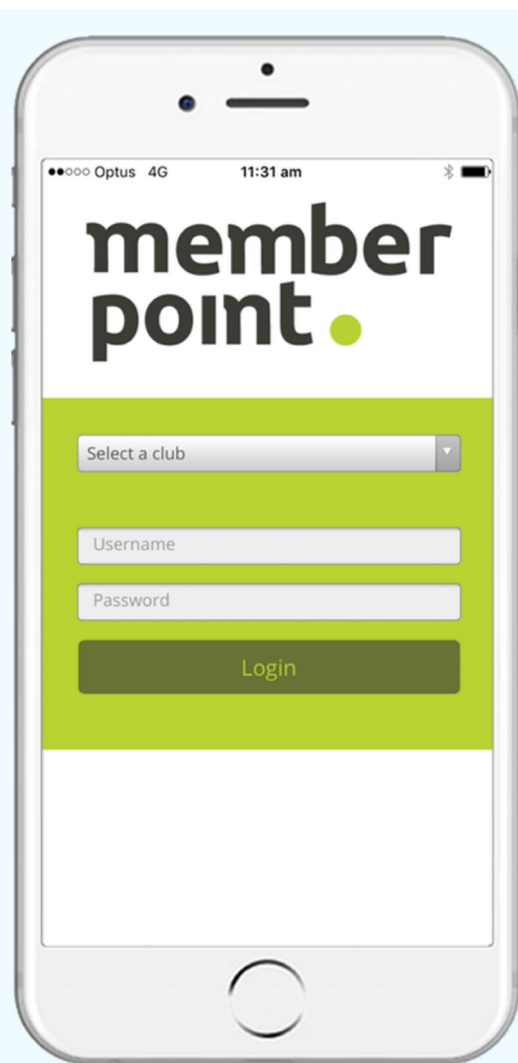 Optus 4G 11:31 am
member
point.
Select a club
Username
Password
Login